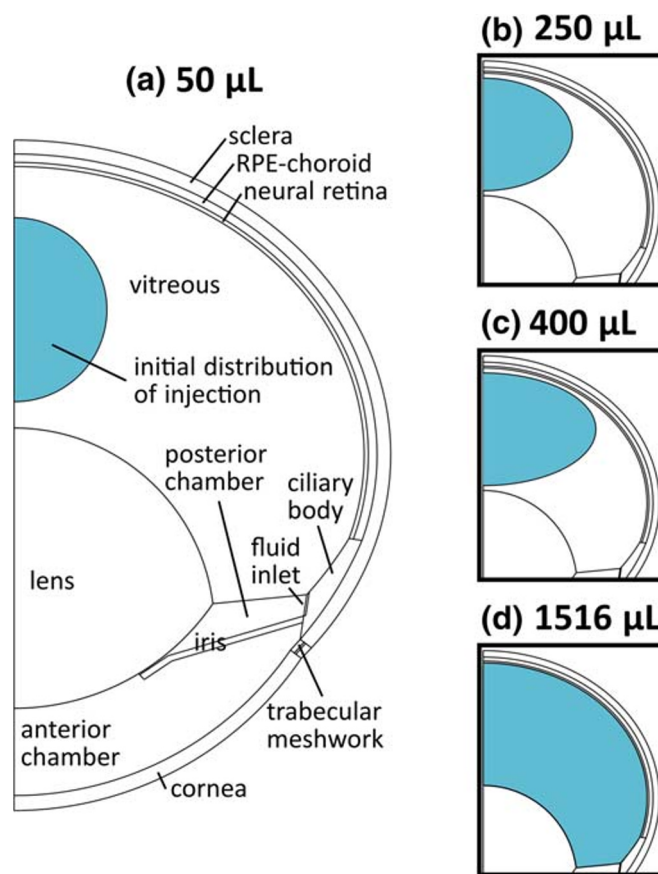 (a) 50 µL
sclera
RPE-choroid
neural retina
vitreous
initial distribution
of injection
posterior
chamber
ciliary
body
fluid
inlet
lens
iris
trabecular
meshwork
anterior
chamber
cornea
(b) 250 µL
(c) 400 µL
(d) 1516 µL